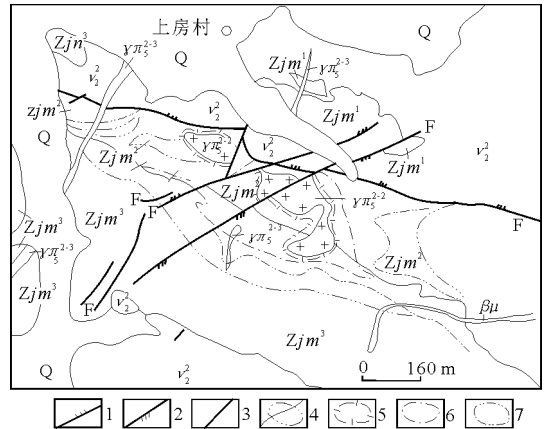 上房村
Q
Zjn³
γπ₅²⁻³
Q
Zjm¹
γπ₅²⁻³
ν₂²
zjm²
ν₂²
Zjm¹
F
Q
Zjm²
γπ₅²⁻²
ν₂²
Zjm¹
ν₂²
Zjm²
γπ₅²⁻²
F
F
Zjm³
Zjm³
γπ₅²⁻³
γπ₅²⁻³
F
Zjm²
Zjm³
F
ν₂²
βμ
Zjm³
Q
ν₂²
0 160 m
1 2 3 4 5 6 7